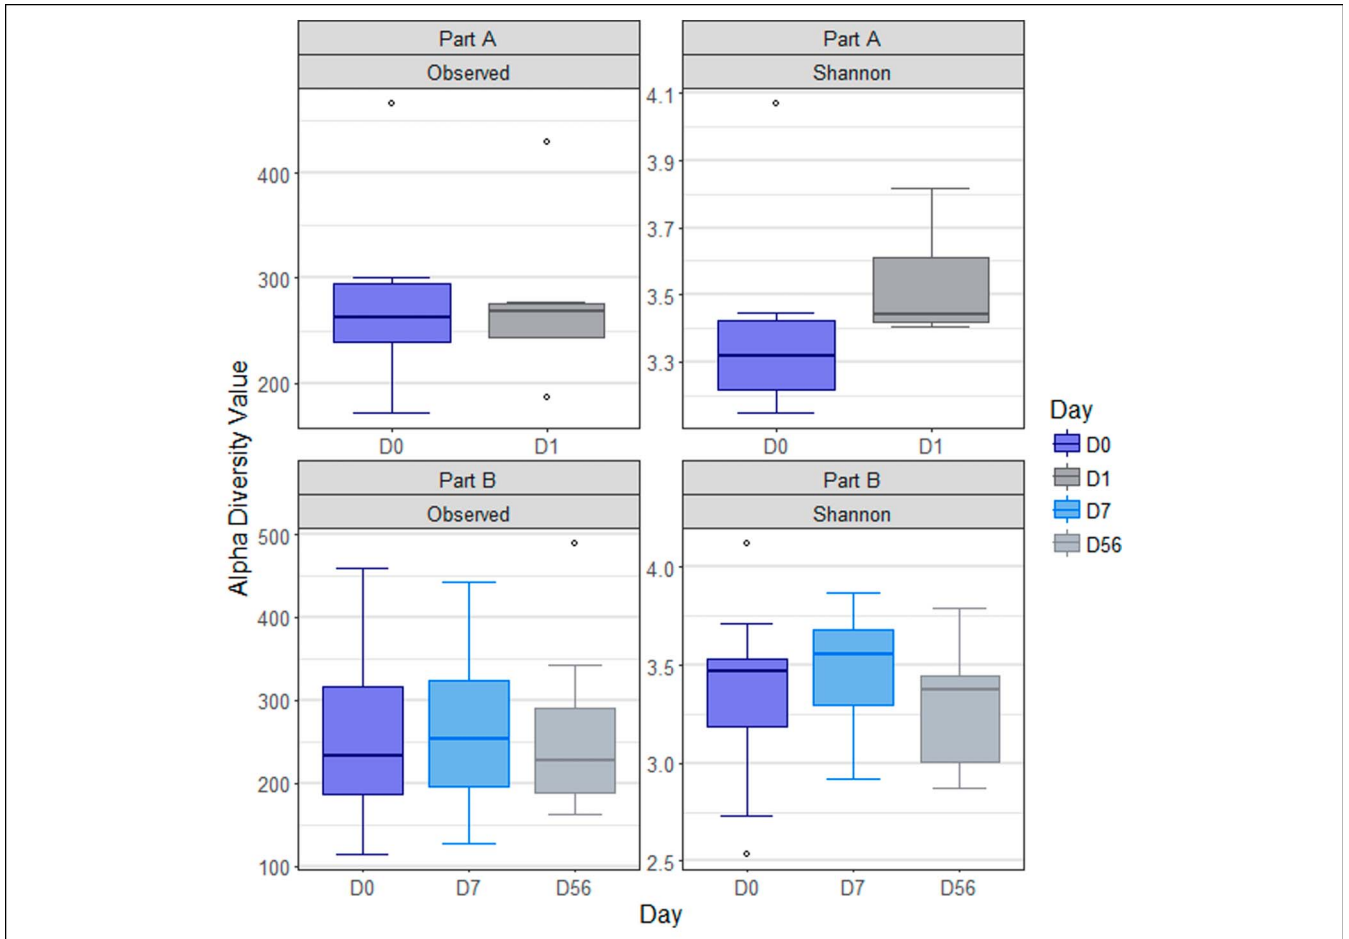 Part A
Observed
400
300
200
D0 D1
Part A
Shannon
4.1
3.9
3.7
3.5
3.3
D0 D1
Alpha Diversity Value
Part B
Observed
500
400
300
200
100
D0 D7 D56
Part B
Shannon
4.0
3.5
3.0
2.5
D0 D7 D56
Day
Day
D0
D1
D7
D56